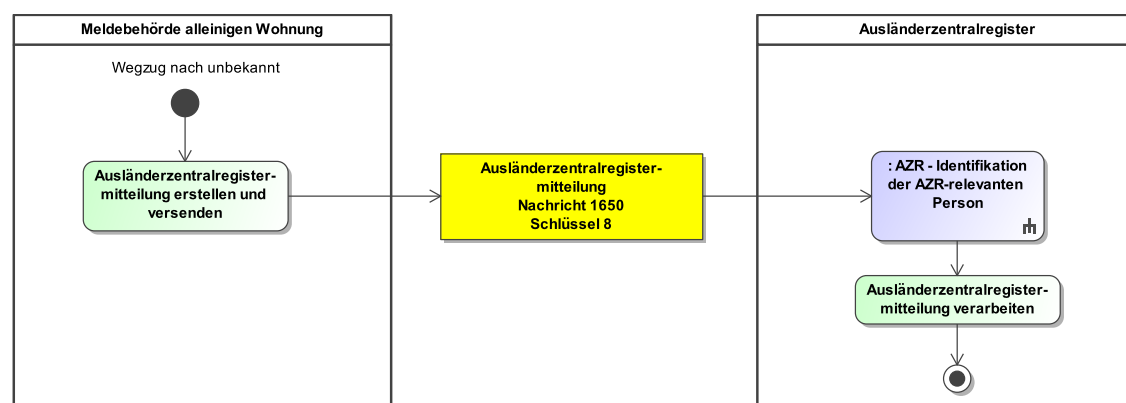 Meldebehörde alleinigen Wohnung
Wegzug nach unbekannt
Ausländerzentralregister-
mitteilung erstellen und
versenden
Ausländerzentralregister-
mitteilung
Nachricht 1650
Schlüssel 8
Ausländerzentralregister
: AZR - Identifikation
der AZR-relevanten
Person
Ausländerzentralregister-
mitteilung verarbeiten